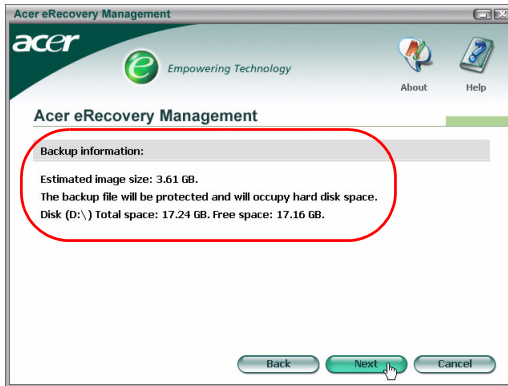 Acer eRecovery Management
acer
e Empowering Technology
About
Help
Acer eRecovery Management
Backup information:
Estimated image size: 3.61 GB.
The backup file will be protected and will occupy hard disk space.
Disk (D:\) Total space: 17.24 GB. Free space: 17.16 GB.
Back
Next
Cancel